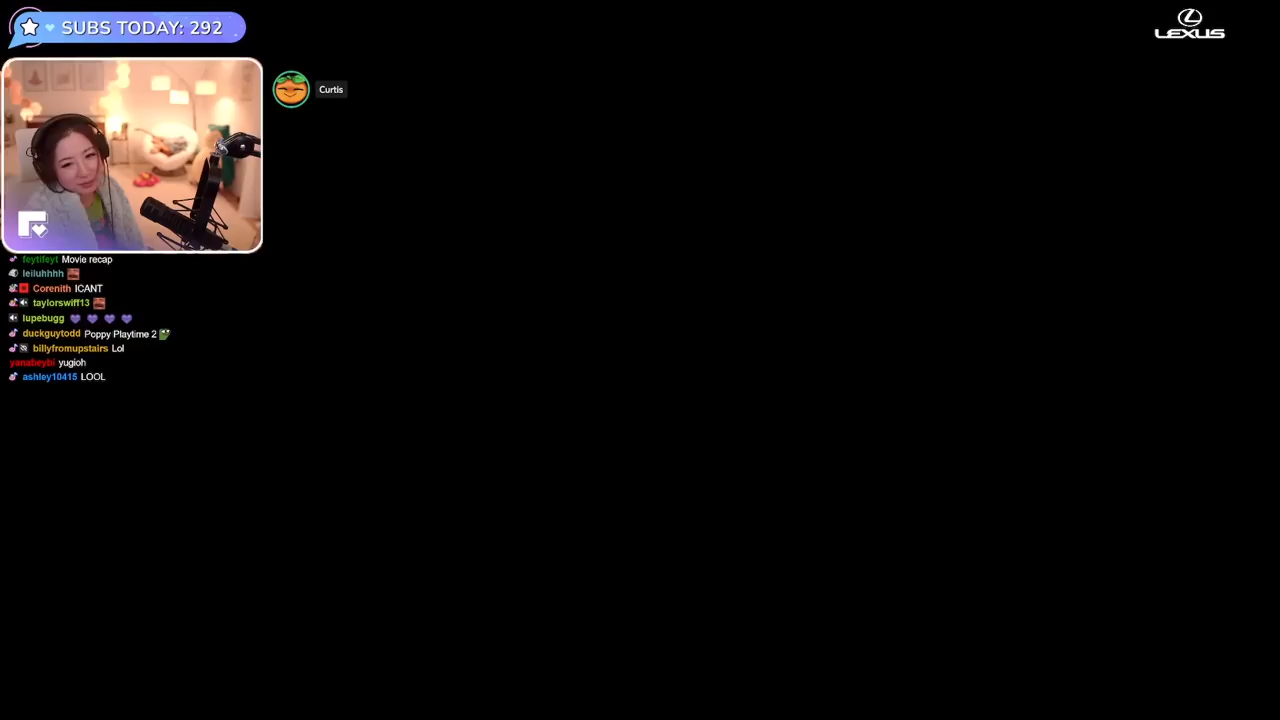 SUBS TODAY: 292
LEXUS
Curtis
feytifeyt Movie recap
leiluhhhh
Corenith ICANT
taylorswiff13
lupebugg
duckguytodd Poppy Playtime 2
billyfromupstairs Lol
yanabeybi yugioh
ashley10415 LOOL